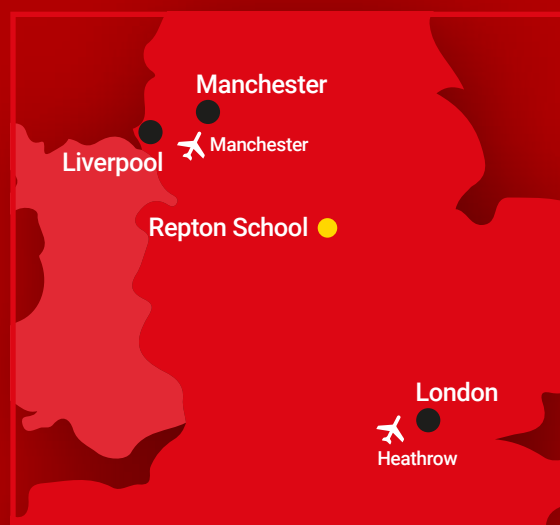 Manchester
Manchester
Liverpool
Repton School
London
Heathrow